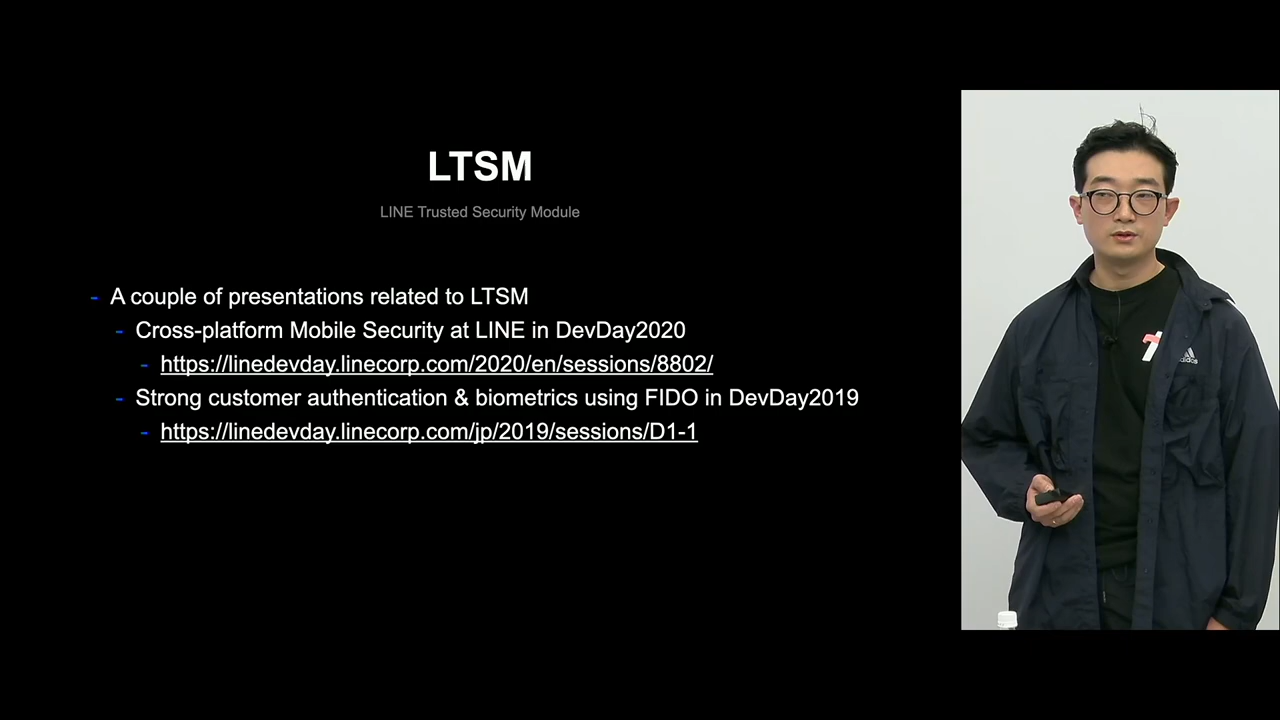 LTSM
LINE Trusted Security Module
- A couple of presentations related to LTSM
- Cross-platform Mobile Security at LINE in DevDay2020
- https://linedevday.linecorp.com/2020/en/sessions/8802/
- Strong customer authentication & biometrics using FIDO in DevDay2019
- https://linedevday.linecorp.com/jp/2019/sessions/D1-1
adidas